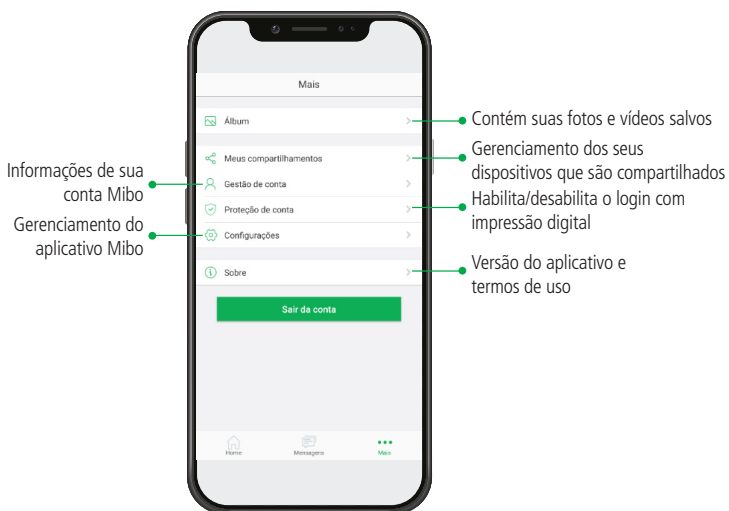 Mais
Álbum
Contém suas fotos e vídeos salvos
Meus compartilhamentos
Gerenciamento dos seus
dispositivos que são compartilhados
Informações de sua
conta Mibo
Gestão de conta
Proteção de conta
Habilita/desabilita o login com
impressão digital
Gerenciamento do
aplicativo Mibo
Configurações
Sobre
Versão do aplicativo e
termos de uso
Sair da conta
Home
Mensagens
Mais